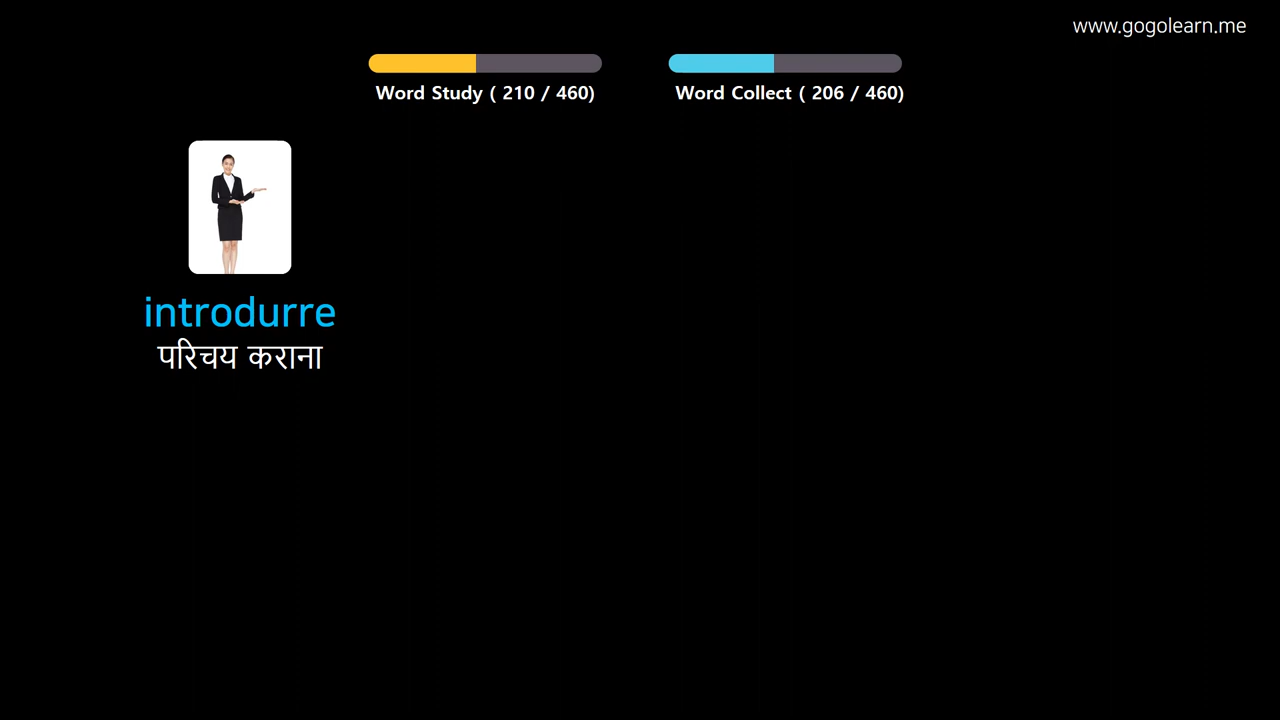 www.gogolearn.me
Word Study ( 210 / 460)
Word Collect ( 206 / 460)
introdurre
परिचय कराना